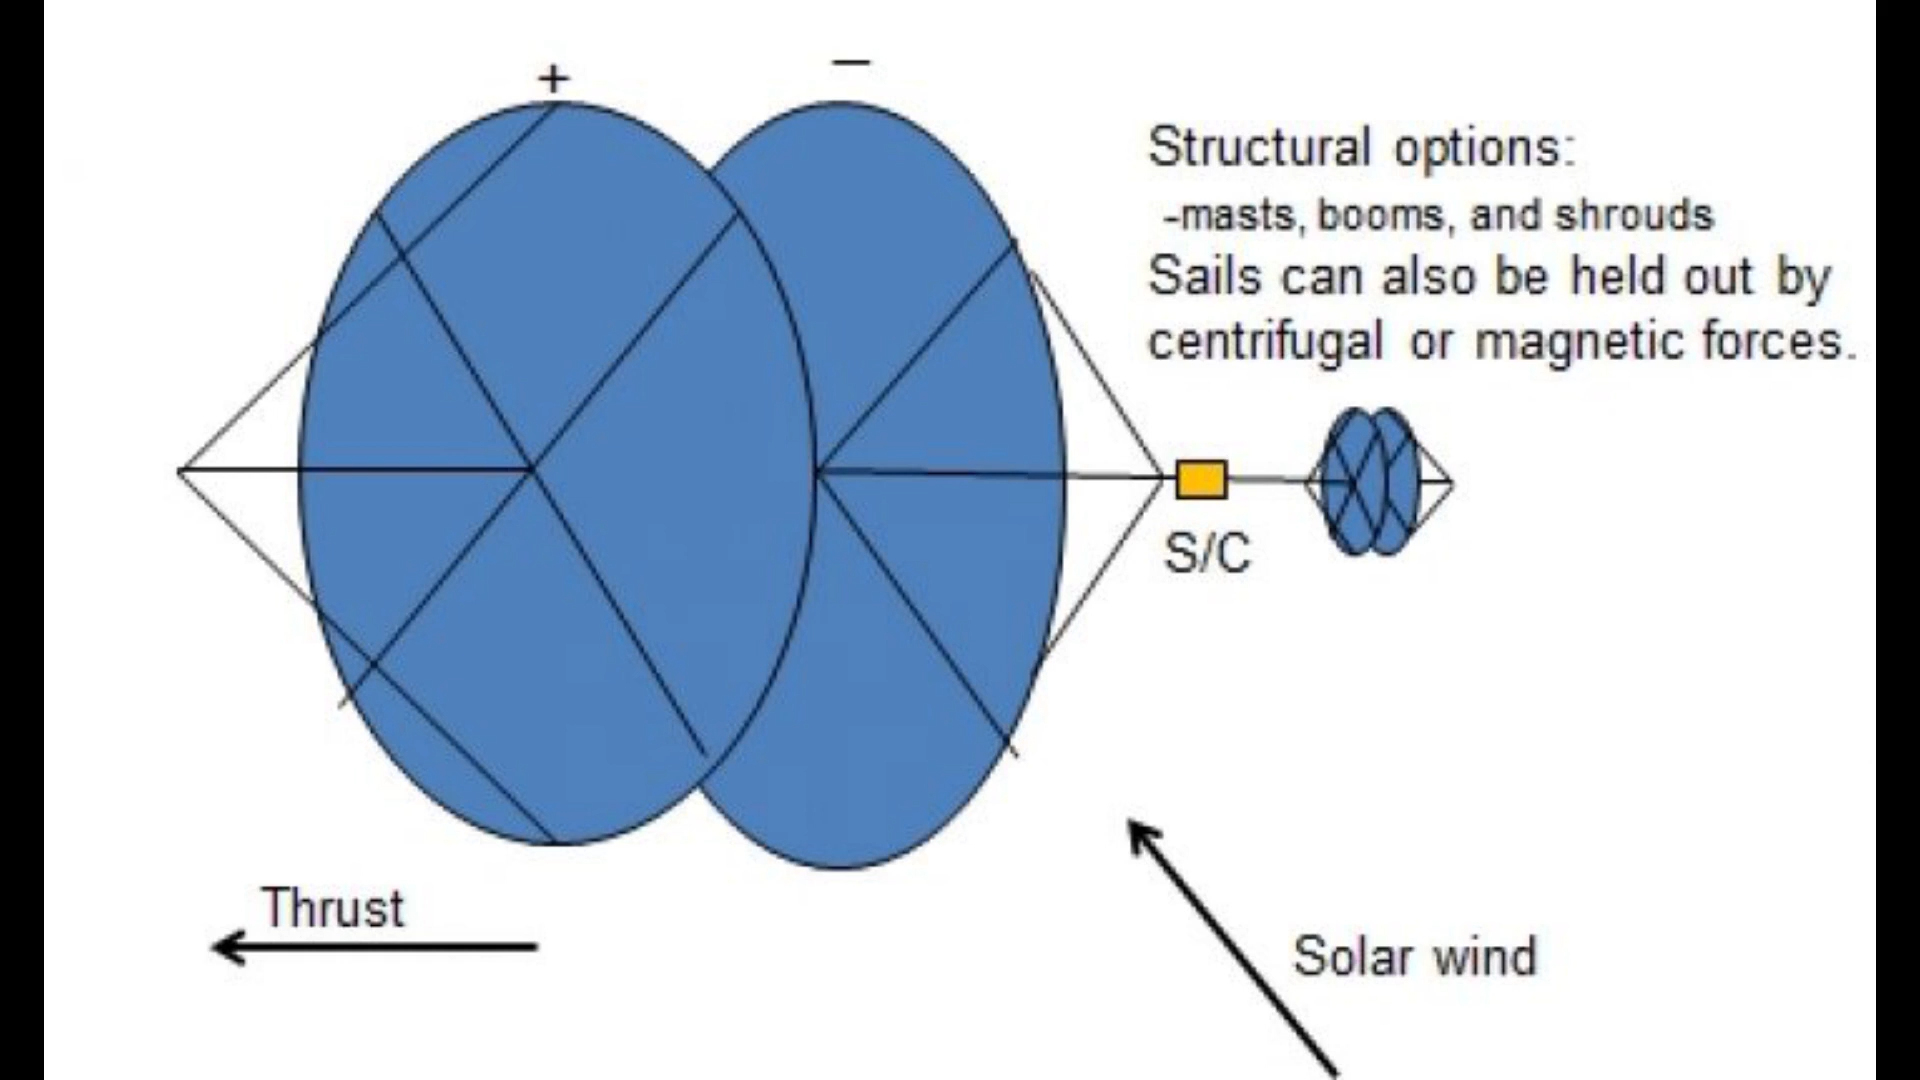 +
–
Structural options:
-masts, booms, and shrouds
Sails can also be held out by
centrifugal or magnetic forces.
S/C
Thrust
Solar wind